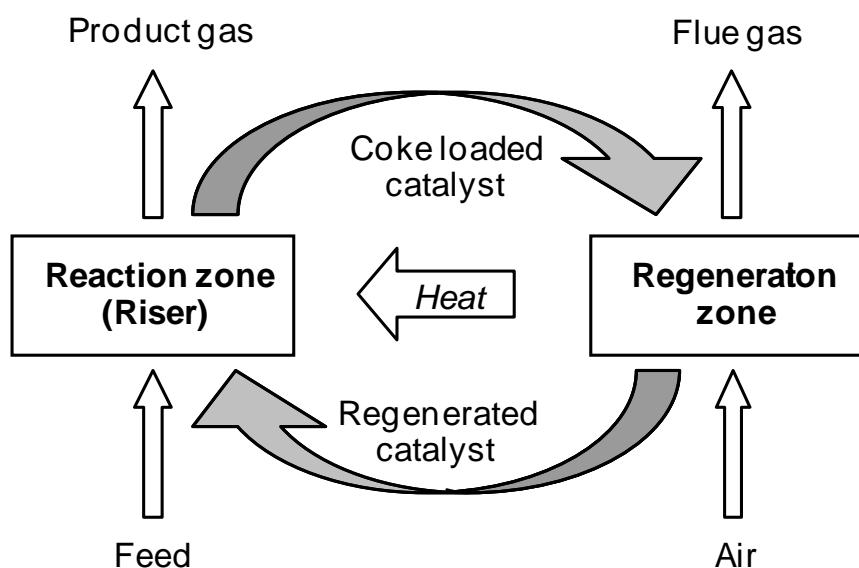 Product gas
Flue gas
Coke loaded
catalyst
Reaction zone
(Riser)
Heat
Regeneraton
zone
Regenerated
catalyst
Feed
Air